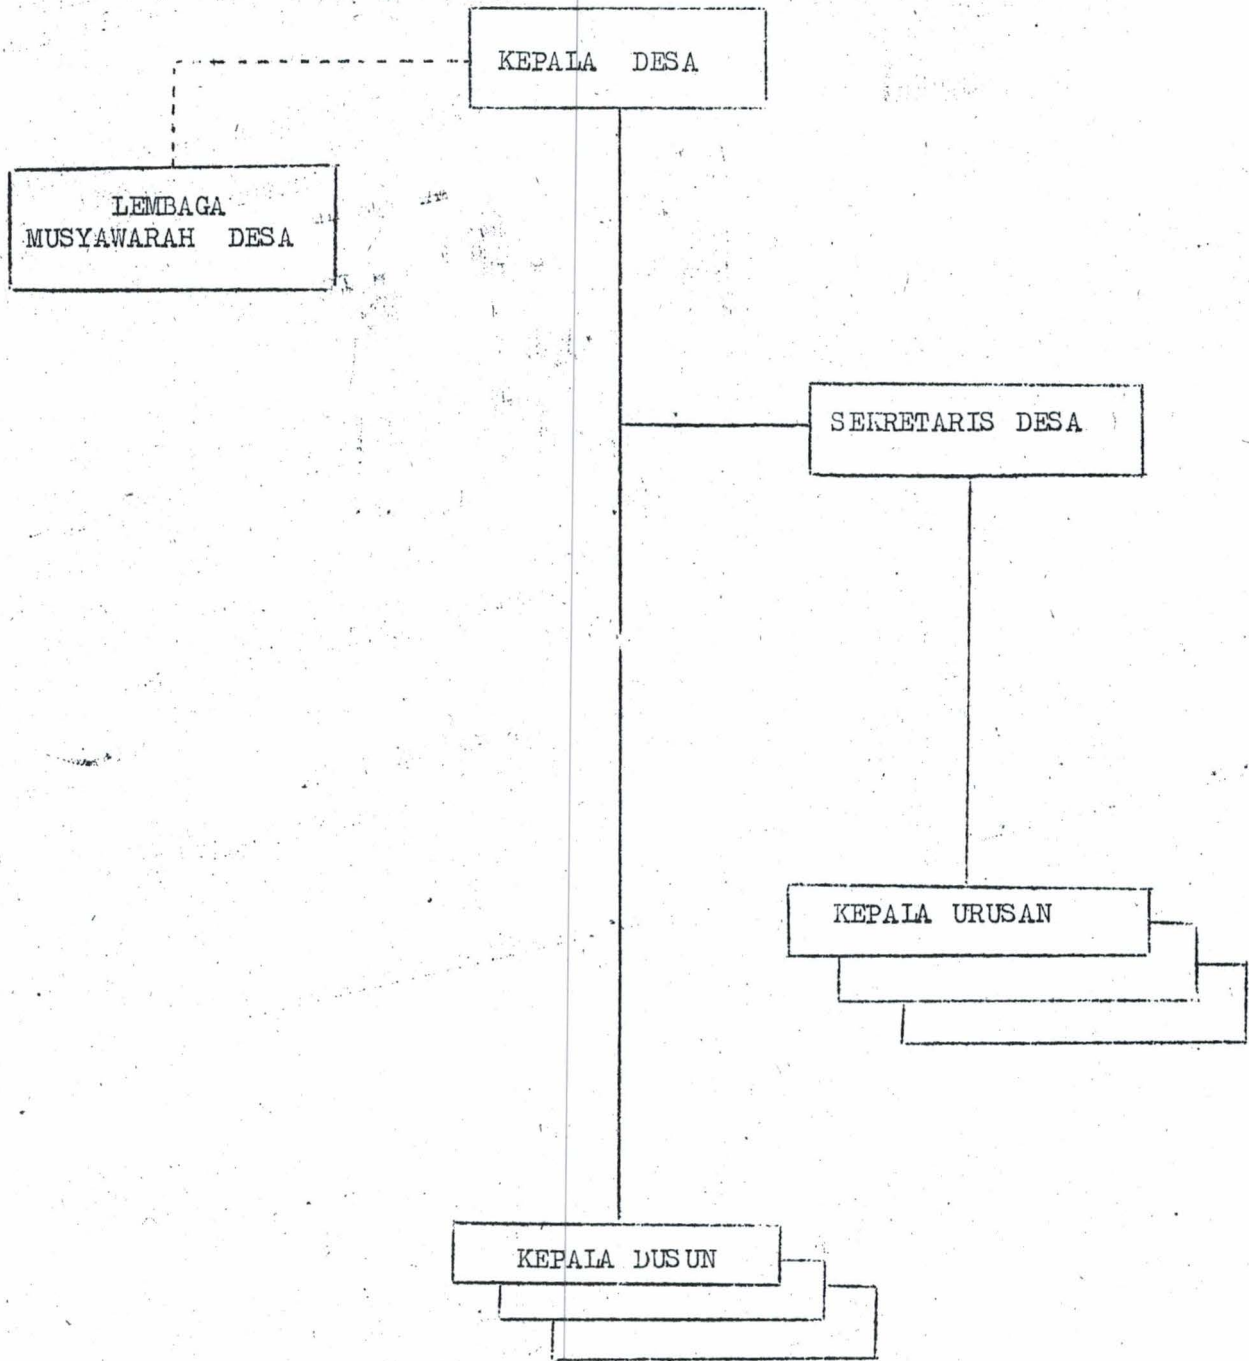 KEPALA DESA
LEMBAGA
MUSYAWARAH DESA
SEKRETARIS DESA
KEPALA URUSAN
KEPALA DUSUN